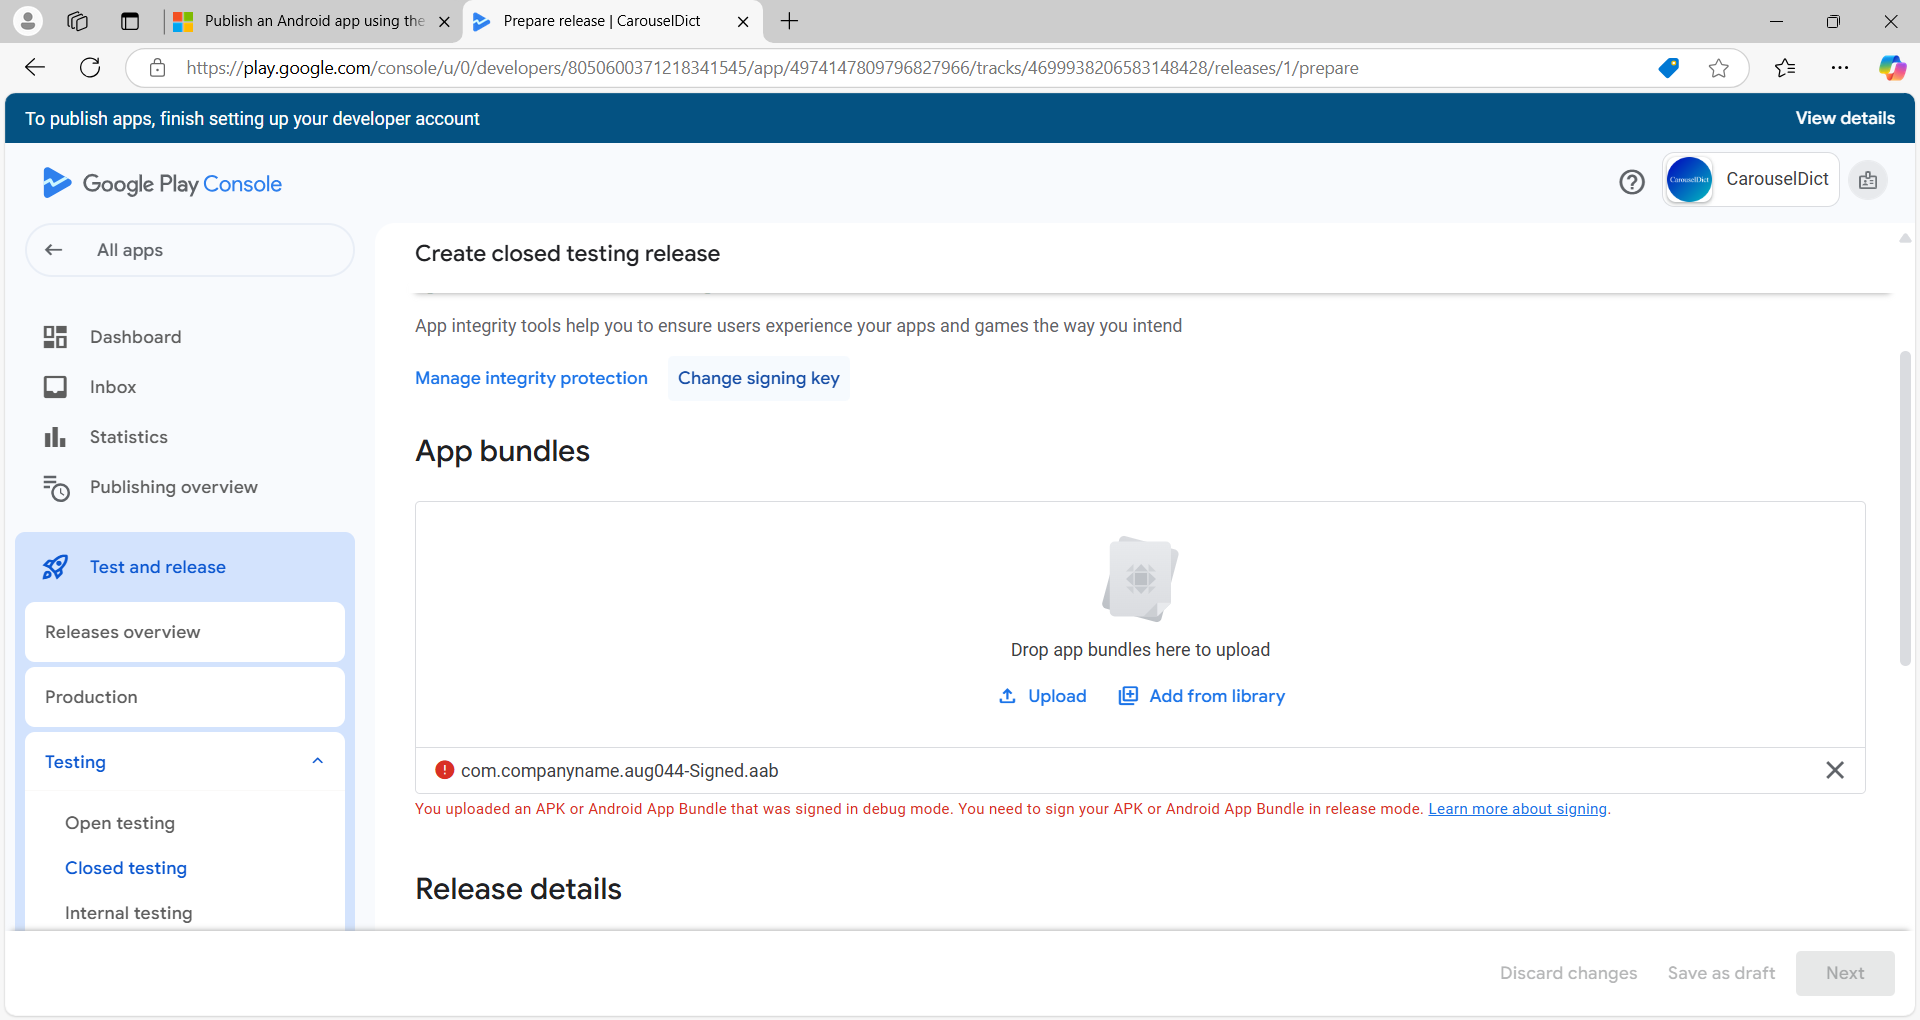 Publish an Android app using the
Prepare release | CarouselDict
https://play.google.com/console/u/0/developers/8050600371218341545/app/4974147809796827966/tracks/4699938206583148428/releases/1/prepare
To publish apps, finish setting up your developer account
View details
Google Play Console
CarouselDict
CarouselDict
All apps
Create closed testing release
App integrity tools help you to ensure users experience your apps and games the way you intend
Dashboard
Manage integrity protection
Change signing key
Inbox
Statistics
App bundles
Publishing overview
Test and release
Releases overview
Drop app bundles here to upload
Production
Upload
Add from library
Testing
com.companyname.aug044-Signed.aab
You uploaded an APK or Android App Bundle that was signed in debug mode. You need to sign your APK or Android App Bundle in release mode. Learn more about signing.
Open testing
Closed testing
Release details
Internal testing
Discard changes
Save as draft
Next